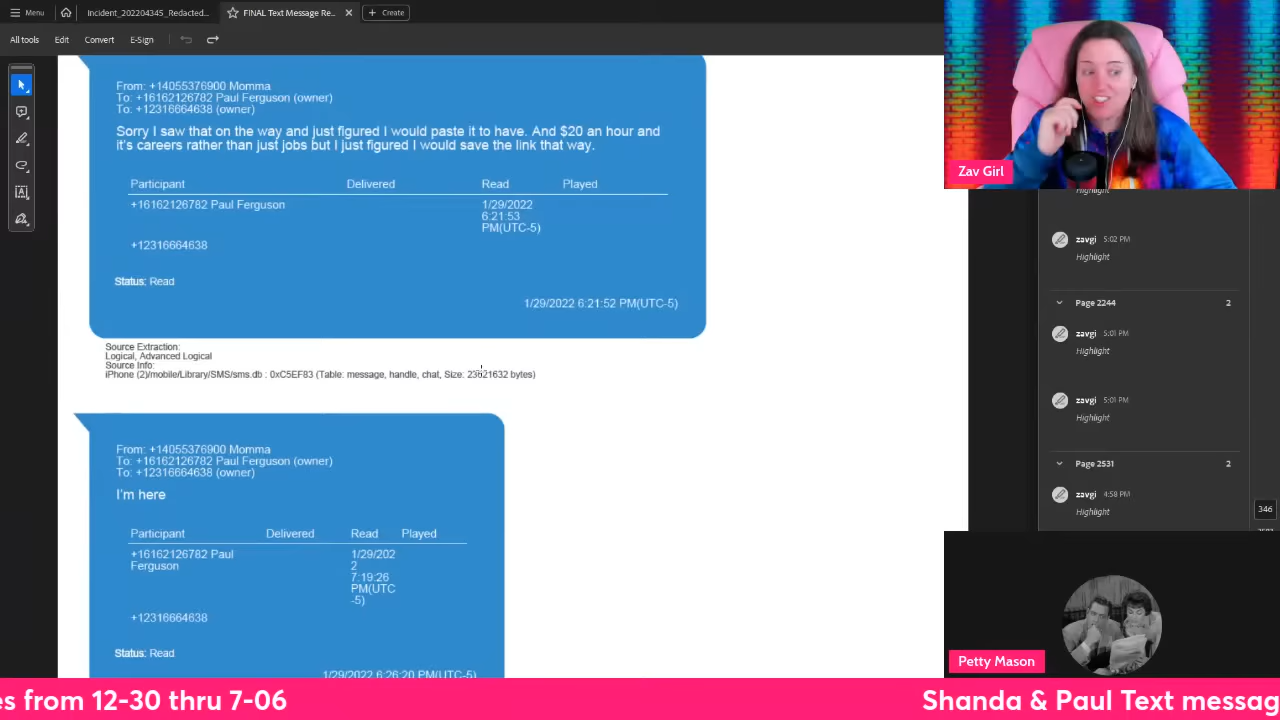 Menu
Incident_202204345_Redacted...
FINAL Text Message Re...
Create
All tools
Edit
Convert
E-Sign
From: +14055376900 Momma
To: +16162126782 Paul Ferguson (owner)
To: +12316664638 (owner)
Sorry I saw that on the way and just figured I would paste it to have. And $20 an hour and
it's careers rather than just jobs but I just figured I would save the link that way.
Participant Delivered Read Played
+16162126782 Paul Ferguson 1/29/2022
6:21:53
PM(UTC-5)
+12316664638
Status: Read
1/29/2022 6:21:52 PM(UTC-5)
Source Extraction:
Logical, Advanced Logical
Source Info:
iPhone (2)/mobile/Library/SMS/sms.db : 0xC5EF83 (Table: message, handle, chat, Size: 23621632 bytes)
From: +14055376900 Momma
To: +16162126782 Paul Ferguson (owner)
To: +12316664638 (owner)
I'm here
Participant Delivered Read Played
+16162126782 Paul 1/29/202
Ferguson 2
7:19:26
PM(UTC
-5)
+12316664638
Status: Read
1/29/2022 6:26:20 PM(UTC-5)
Zav Girl
Highlight
zavgi 5:02 PM
Highlight
Page 2244 2
zavgi 5:01 PM
Highlight
zavgi 5:01 PM
Highlight
Page 2531 2
zavgi 4:58 PM
Highlight
346
Petty Mason
es from 12-30 thru 7-06
Shanda & Paul Text messag